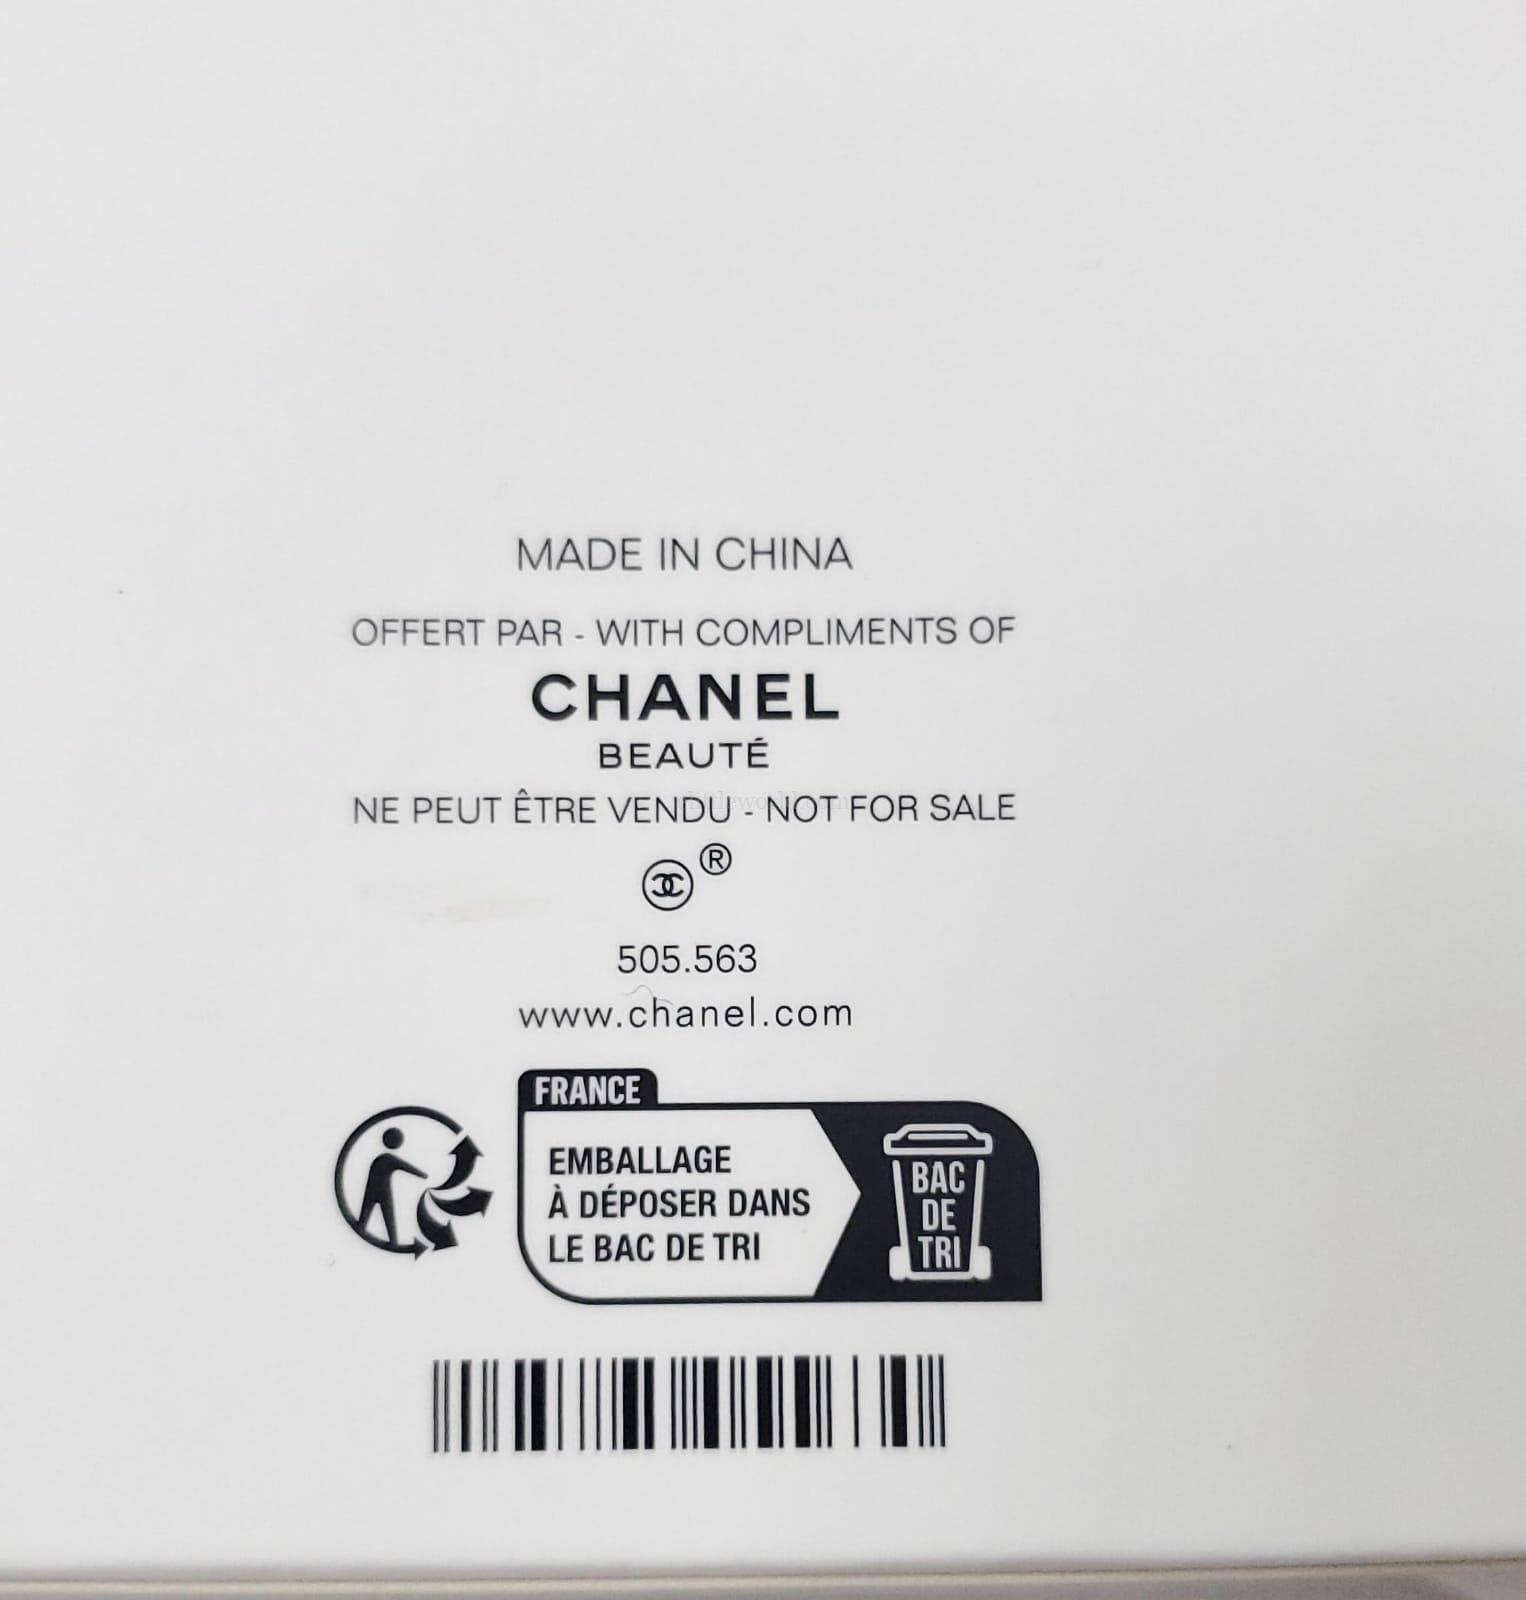 MADE IN CHINA
OFFERT PAR - WITH COMPLIMENTS OF
CHANEL
BEAUTÉ
NE PEUT ÊTRE VENDU - NOT FOR SALE
®
505.563
www.chanel.com
FRANCE
EMBALLAGE
À DÉPOSER DANS
LE BAC DE TRI
BAC
DE
TRI